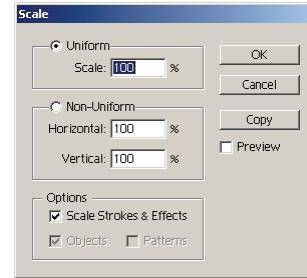 Scale
Uniform
Scale: 100 %
OK
Cancel
Non-Uniform
Horizontal: 100 %
Copy
Vertical: 100 %
Preview
Options
Scale Strokes & Effects
Objects Patterns